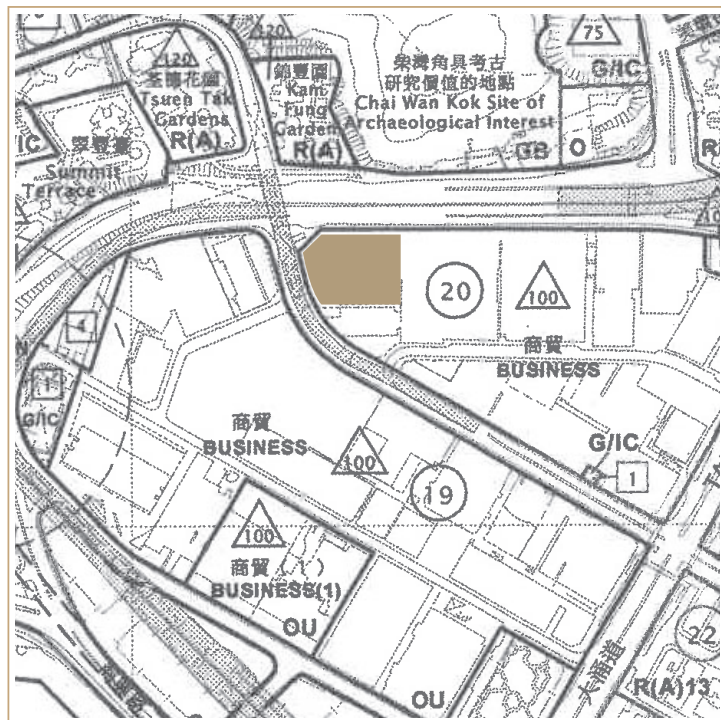 120
荃德花園
Tsuen Tak
Gardens
R(A)
120
錦豐園
Kam
Fung
Garden
R(A)
柴灣角具考古
研究價值的地點
Chai Wan Kok Site of
Archaeological Interest
GB
75
G/IC
O
IC
翠豐臺
Summit
Terrace
20
100
商貿
BUSINESS
4
1
G/IC
商貿
BUSINESS
100
19
G/IC
1
100
商貿(1)
BUSINESS(1)
OU
OU
大涌道
22
R(A)13